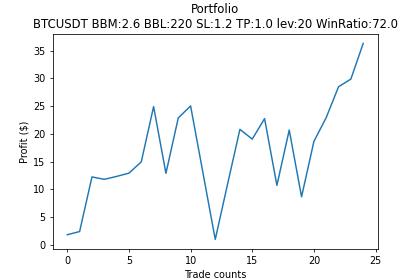 Portfolio
BTCUSDT BBM:2.6 BBL:220 SL:1.2 TP:1.0 lev:20 WinRatio:72.0
35
30
25
20
15
10
5
0
Profit ($)
0 5 10 15 20 25
Trade counts